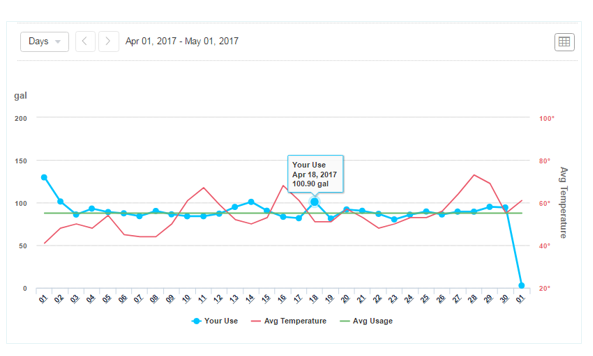 Days
Apr 01, 2017 - May 01, 2017
gal
200
150
100
50
0
100°
80°
60°
40°
20°
Avg Temperature
Your Use
Apr 18, 2017
100.90 gal
01 02 03 04 05 06 07 08 09 10 11 12 13 14 15 16 17 18 19 20 21 22 23 24 25 26 27 28 29 30 01
Your Use Avg Temperature Avg Usage